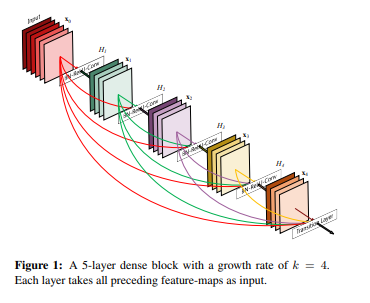 Input
x₀
H₁
BN-ReLU-Conv
x₁
H₂
BN-ReLU-Conv
x₂
H₃
BN-ReLU-Conv
x₃
H₄
BN-ReLU-Conv
x₄
Transition Layer
Figure 1: A 5-layer dense block with a growth rate of k = 4.
Each layer takes all preceding feature-maps as input.